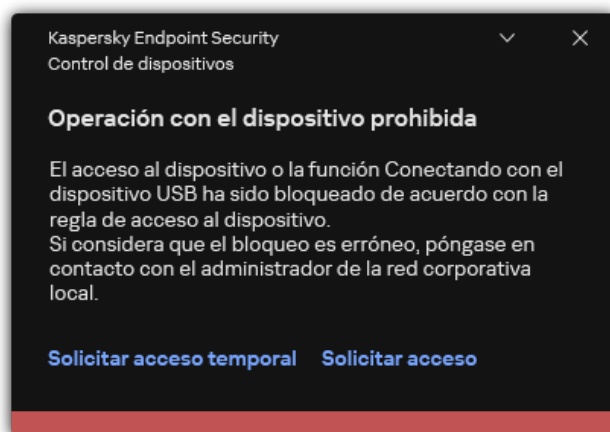 Kaspersky Endpoint Security
Control de dispositivos
Operación con el dispositivo prohibida
El acceso al dispositivo o la función Conectando con el
dispositivo USB ha sido bloqueado de acuerdo con la
regla de acceso al dispositivo.
Si considera que el bloqueo es erróneo, póngase en
contacto con el administrador de la red corporativa
local.
Solicitar acceso temporal Solicitar acceso